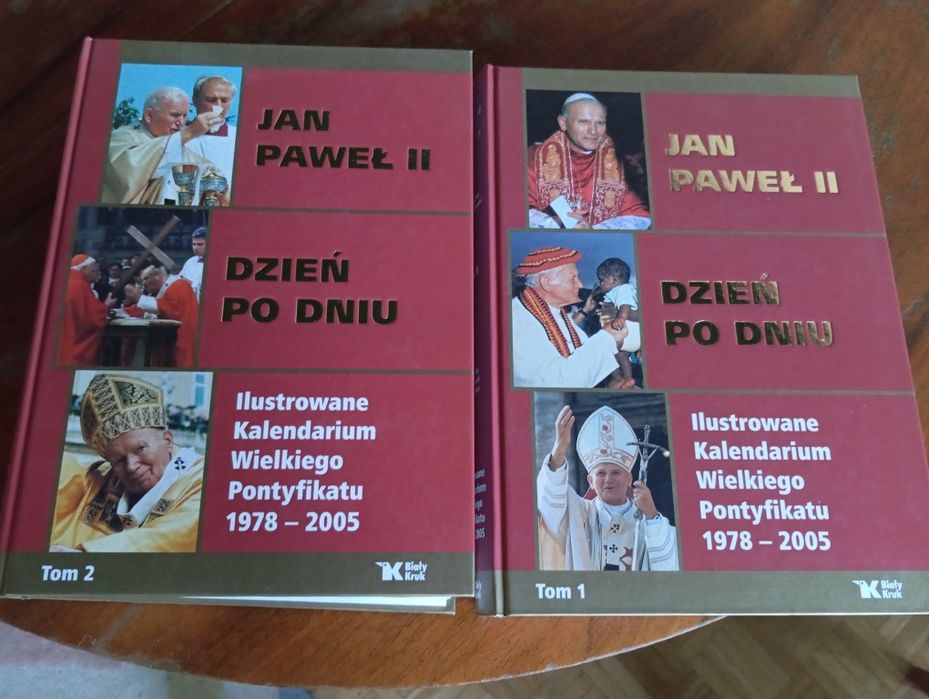 JAN
PAWEŁ II
DZIEŃ
PO DNIU
Ilustrowane
Kalendarium
Wielkiego
Pontyfikatu
1978 – 2005
Tom 2
Biały
Kruk
JAN
PAWEŁ II
DZIEŃ
PO DNIU
Ilustrowane
Kalendarium
Wielkiego
Pontyfikatu
1978 – 2005
Tom 1
Biały
Kruk